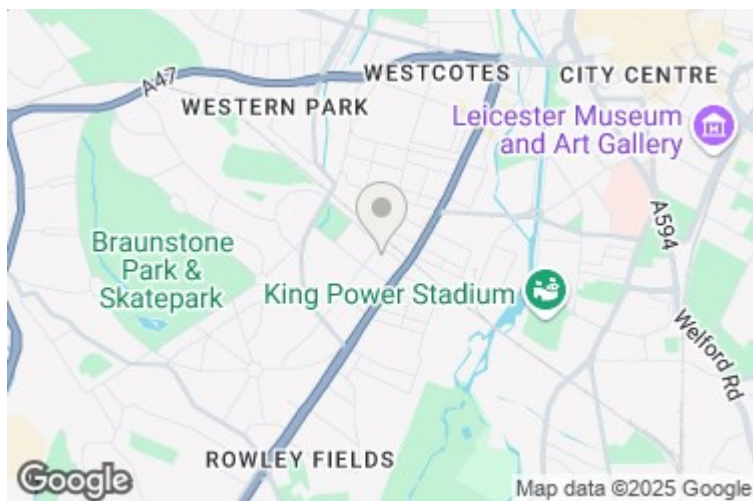 A47
WESTCOTES
CITY CENTRE
WESTERN PARK
Leicester Museum
and Art Gallery
A594
Braunstone
Park &
Skatepark
King Power Stadium
Welford Rd
ROWLEY FIELDS
Google
Map data ©2025 Google